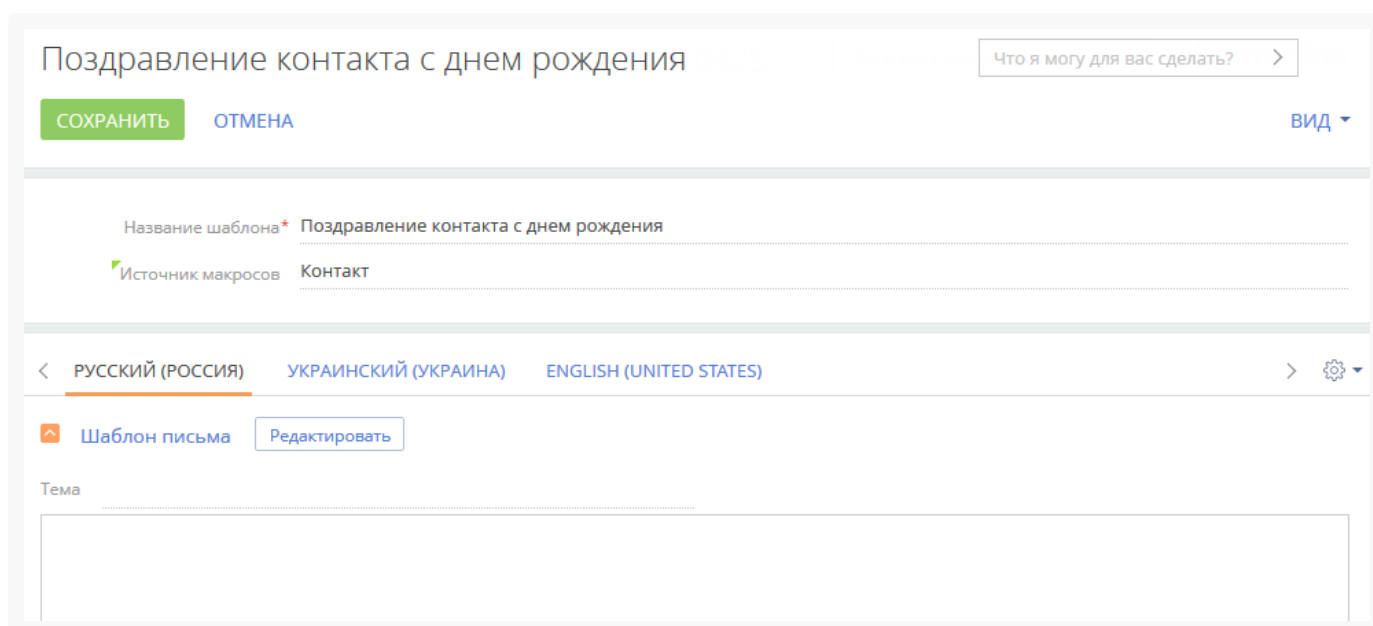 Поздравление контакта с днем рождения
Что я могу для вас сделать?
СОХРАНИТЬ ОТМЕНА ВИД
Название шаблона* Поздравление контакта с днем рождения
Источник макросов Контакт
РУССКИЙ (РОССИЯ) УКРАИНСКИЙ (УКРАИНА) ENGLISH (UNITED STATES)
Шаблон письма Редактировать
Тема